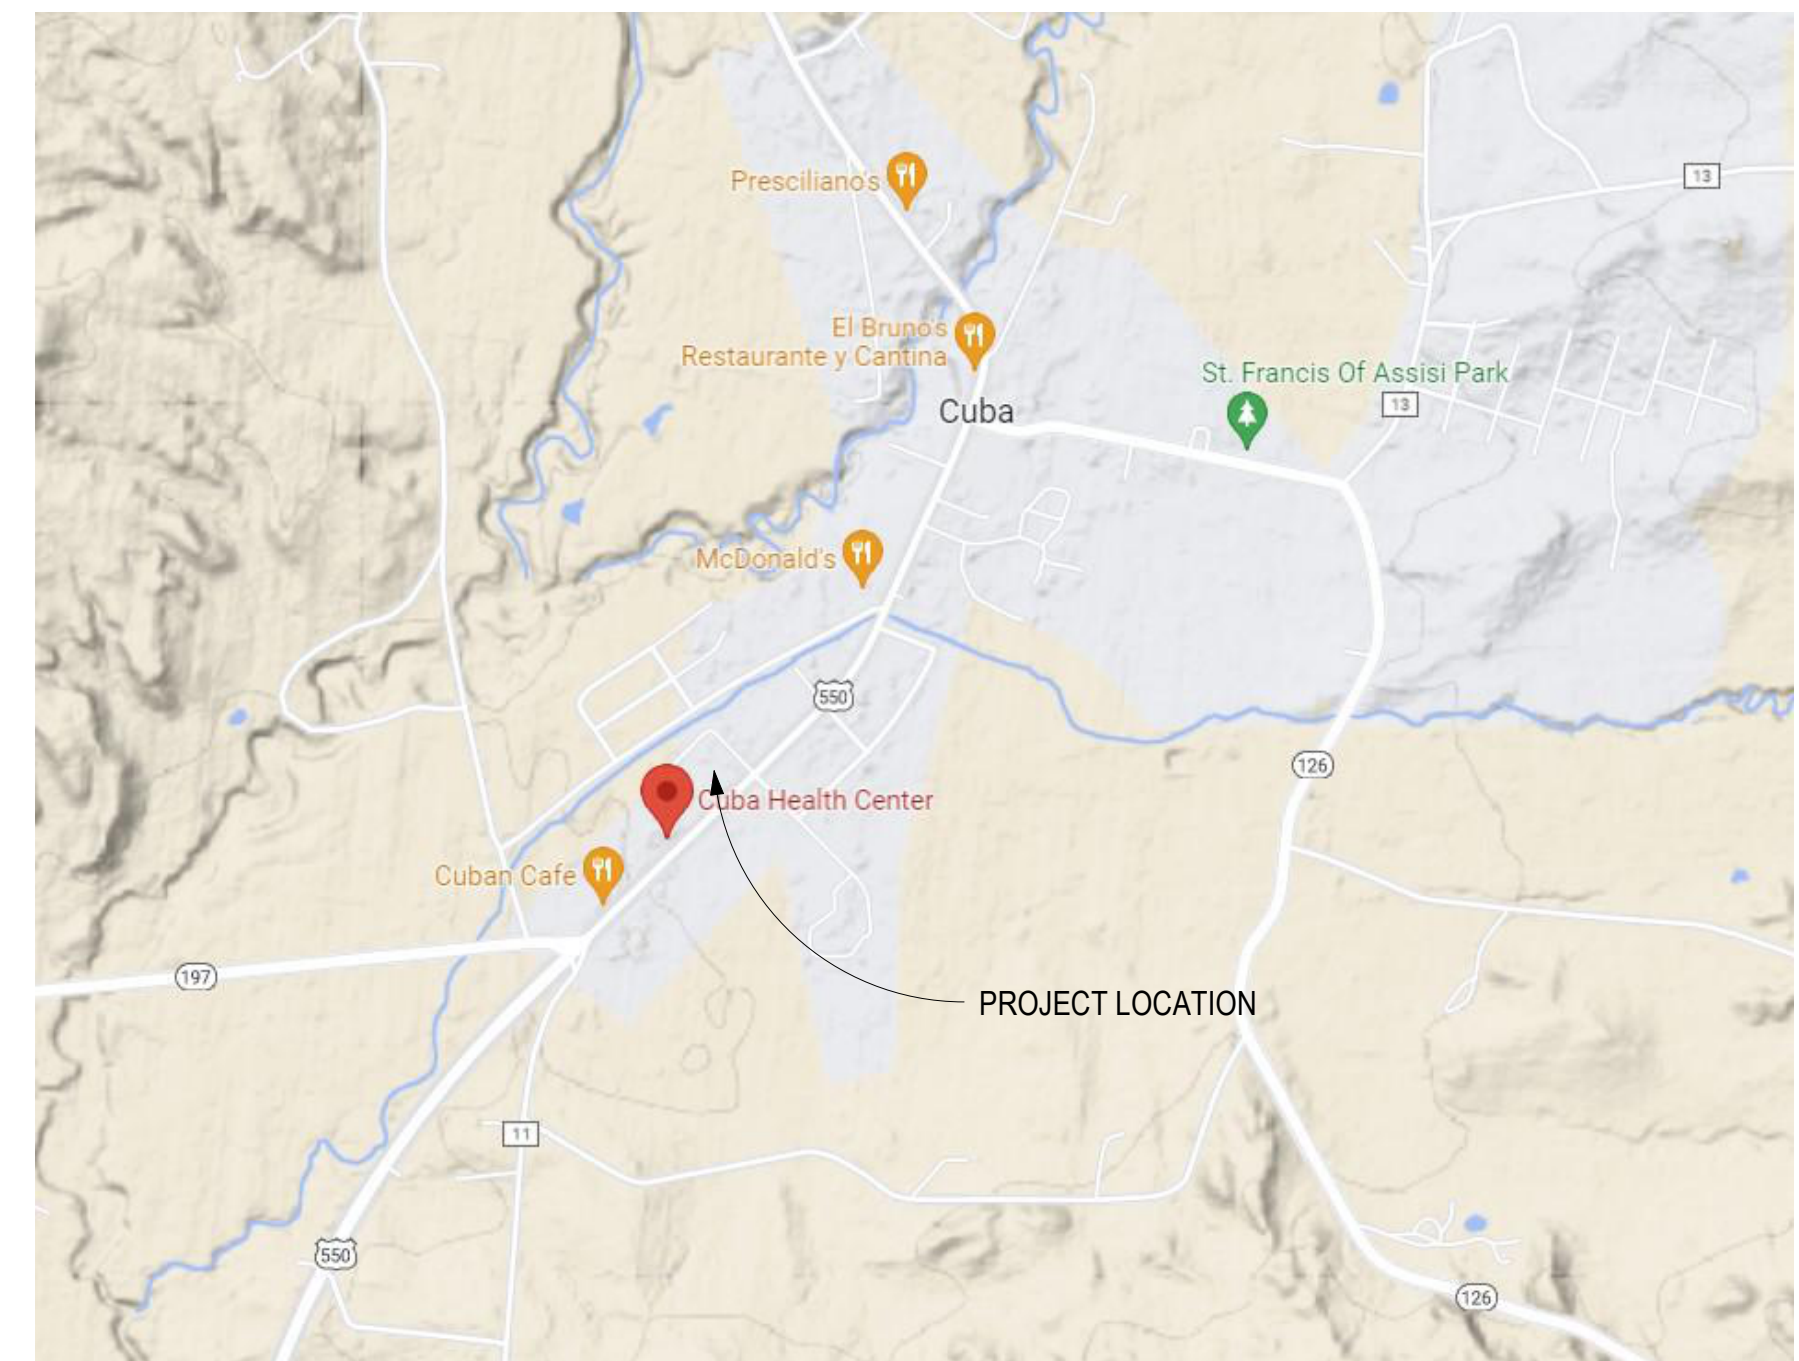 Presciliano's
13
El Bruno's
Restaurante y Cantina
St. Francis Of Assisi Park
13
Cuba
McDonald's
550
126
Cuba Health Center
Cuban Cafe
197
PROJECT LOCATION
11
550
126